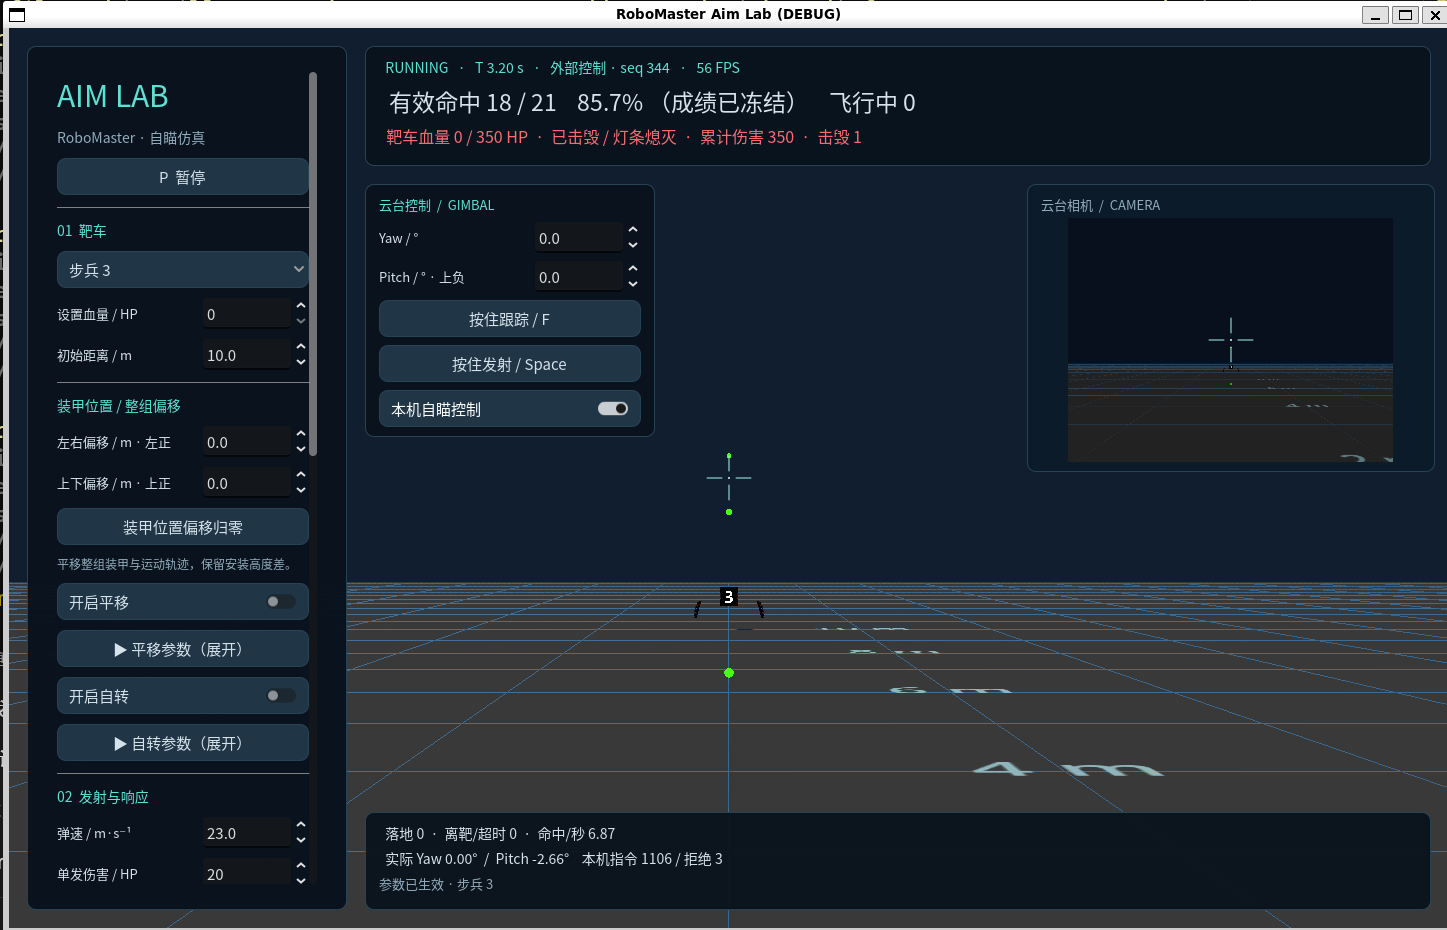 RoboMaster Aim Lab (DEBUG)
AIM LAB
RoboMaster · 自瞄仿真
P 暂停
01 靶车
步兵 3
设置血量 / HP 0
初始距离 / m 10.0
装甲位置 / 整组偏移
左右偏移 / m · 左正 0.0
上下偏移 / m · 上正 0.0
装甲位置偏移归零
平移整组装甲与运动轨迹，保留安装高度差。
开启平移
▶ 平移参数（展开）
开启自转
▶ 自转参数（展开）
02 发射与响应
弹速 / m·s⁻¹ 23.0
单发伤害 / HP 20
RUNNING · T 3.20 s · 外部控制 · seq 344 · 56 FPS
有效命中 18 / 21 85.7% （成绩已冻结） 飞行中 0
靶车血量 0 / 350 HP · 已击毁 / 灯条熄灭 · 累计伤害 350 · 击毁 1
云台控制 / GIMBAL
Yaw / ° 0.0
Pitch / ° · 上负 0.0
按住跟踪 / F
按住发射 / Space
本机自瞄控制
云台相机 / CAMERA
4 m
3
6 m
4 m
落地 0 · 离靶/超时 0 · 命中/秒 6.87
实际 Yaw 0.00° / Pitch -2.66° 本机指令 1106 / 拒绝 3
参数已生效 · 步兵 3